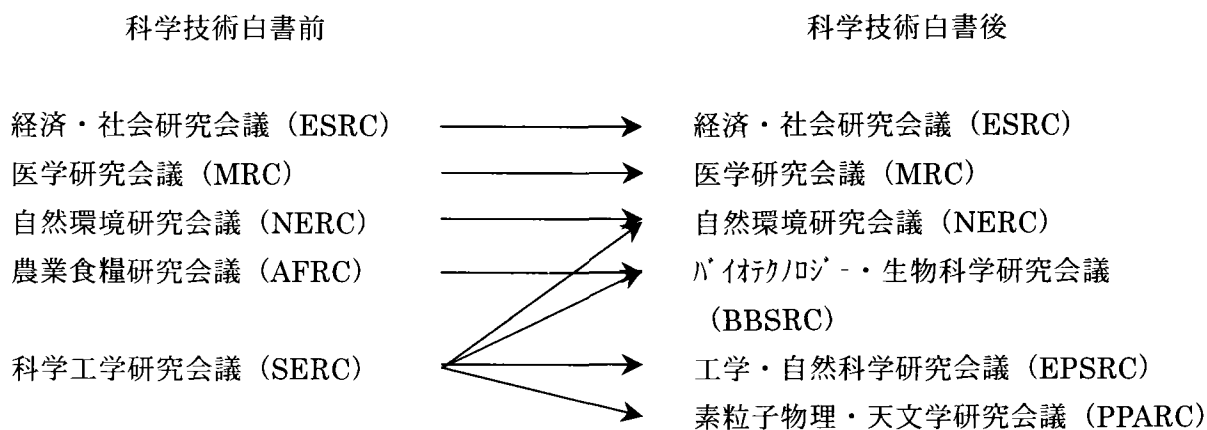 科学技術白書前 科学技術白書後
経済・社会研究会議(ESRC) 経済・社会研究会議(ESRC)
医学研究会議(MRC) 医学研究会議(MRC)
自然環境研究会議(NERC) 自然環境研究会議(NERC)
農業食糧研究会議(AFRC) バイオテクノロジー・生物科学研究会議
(BBSRC)
科学工学研究会議(SERC) 工学・自然科学研究会議(EPSRC)
素粒子物理・天文学研究会議(PPARC)